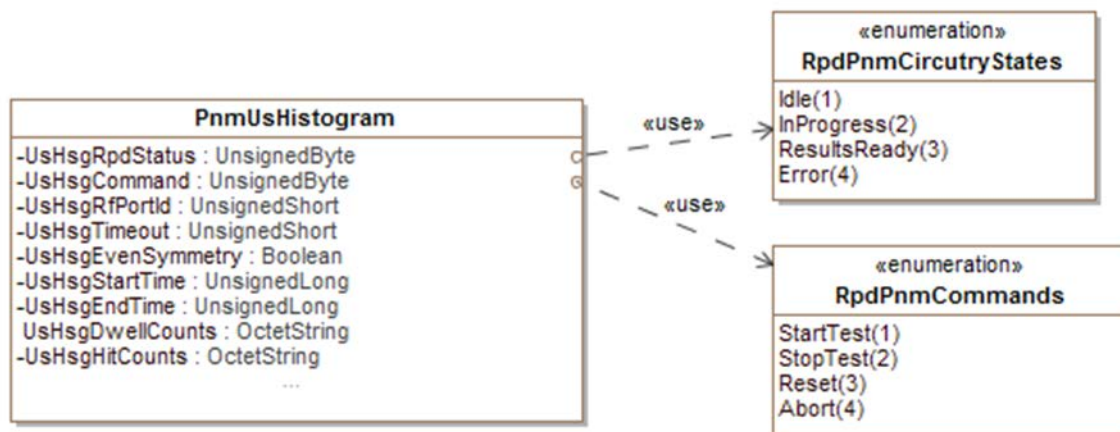 PnmUsHistogram
-UsHsgRpdStatus : UnsignedByte
-UsHsgCommand : UnsignedByte
-UsHsgRfPortId : UnsignedShort
-UsHsgTimeout : UnsignedShort
-UsHsgEvenSymmetry : Boolean
-UsHsgStartTime : UnsignedLong
-UsHsgEndTime : UnsignedLong
UsHsgDwellCounts : OctetString
-UsHsgHitCounts : OctetString
...
«use»
«use»
«enumeration»
RpdPnmCircutryStates
Idle(1)
InProgress(2)
ResultsReady(3)
Error(4)
«enumeration»
RpdPnmCommands
StartTest(1)
StopTest(2)
Reset(3)
Abort(4)